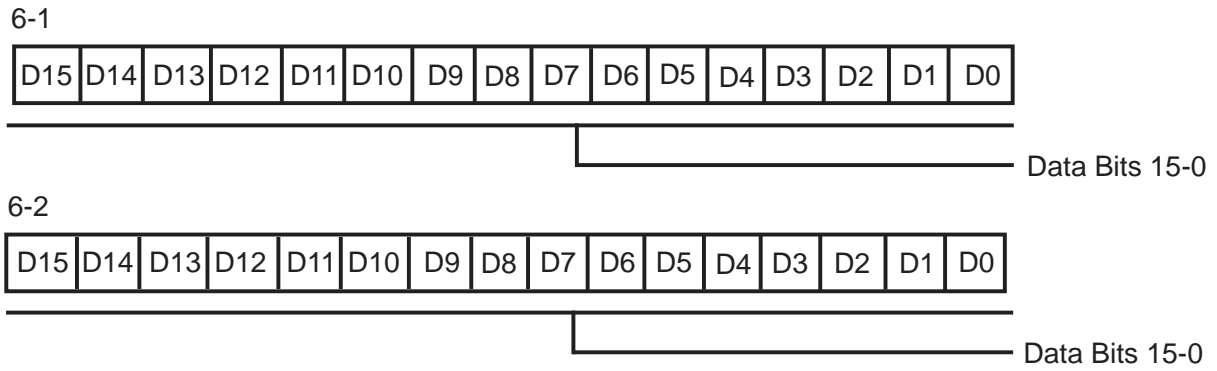 6-1
D15 D14 D13 D12 D11 D10 D9 D8 D7 D6 D5 D4 D3 D2 D1 D0
Data Bits 15-0
6-2
D15 D14 D13 D12 D11 D10 D9 D8 D7 D6 D5 D4 D3 D2 D1 D0
Data Bits 15-0